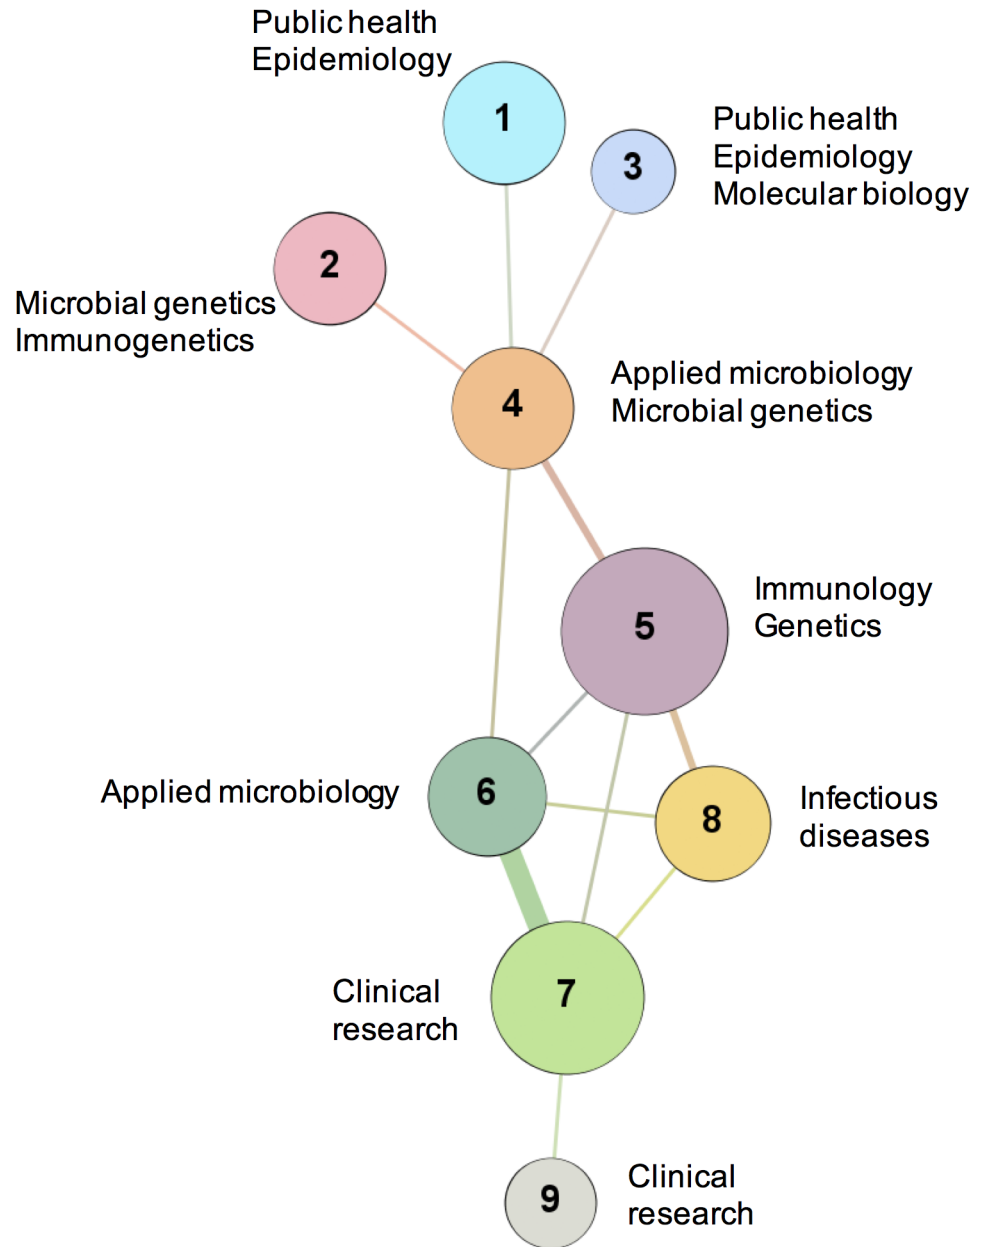 Public health
Epidemiology
1
3
Public health
Epidemiology
Molecular biology
2
Microbial genetics
Immunogenetics
4
Applied microbiology
Microbial genetics
5
Immunology
Genetics
Applied microbiology
6
8
Infectious
diseases
7
Clinical
research
9
Clinical
research